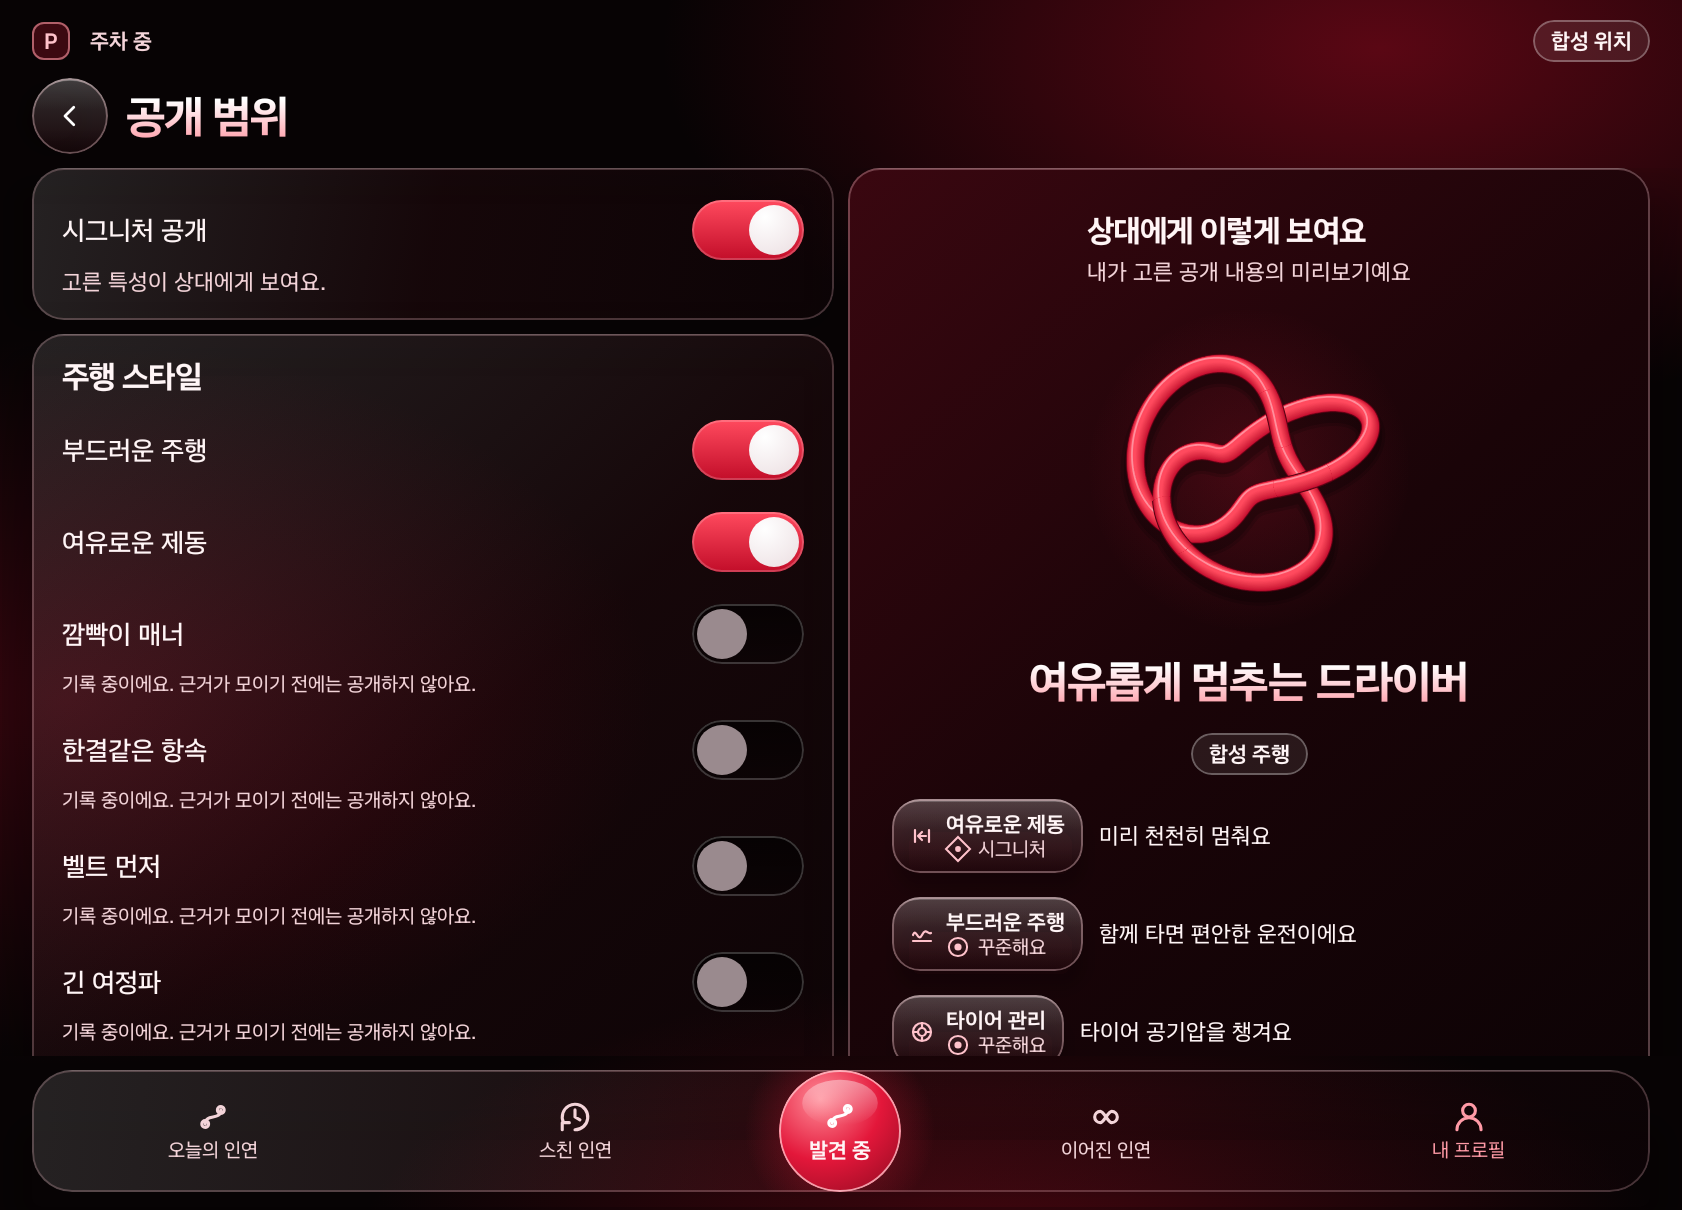 P 주차 중
합성 위치
공개 범위
시그니처 공개
고른 특성이 상대에게 보여요.
주행 스타일
부드러운 주행
여유로운 제동
깜빡이 매너
기록 중이에요. 근거가 모이기 전에는 공개하지 않아요.
한결같은 항속
기록 중이에요. 근거가 모이기 전에는 공개하지 않아요.
벨트 먼저
기록 중이에요. 근거가 모이기 전에는 공개하지 않아요.
긴 여정파
기록 중이에요. 근거가 모이기 전에는 공개하지 않아요.
상대에게 이렇게 보여요
내가 고른 공개 내용의 미리보기예요
여유롭게 멈추는 드라이버
합성 주행
여유로운 제동
시그니처
미리 천천히 멈춰요
부드러운 주행
꾸준해요
함께 타면 편안한 운전이에요
타이어 관리
꾸준해요
타이어 공기압을 챙겨요
오늘의 인연
스친 인연
발견 중
이어진 인연
내 프로필